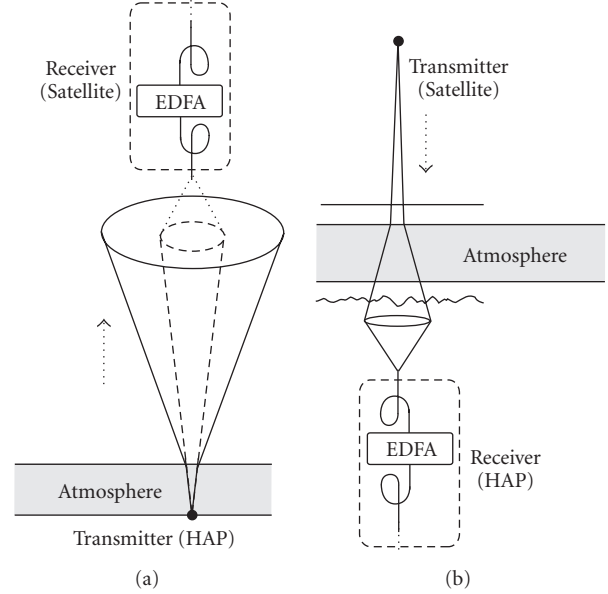 Receiver
(Satellite)
EDFA
Atmosphere
Transmitter (HAP)
(a)
Transmitter
(Satellite)
Atmosphere
EDFA
Receiver
(HAP)
(b)